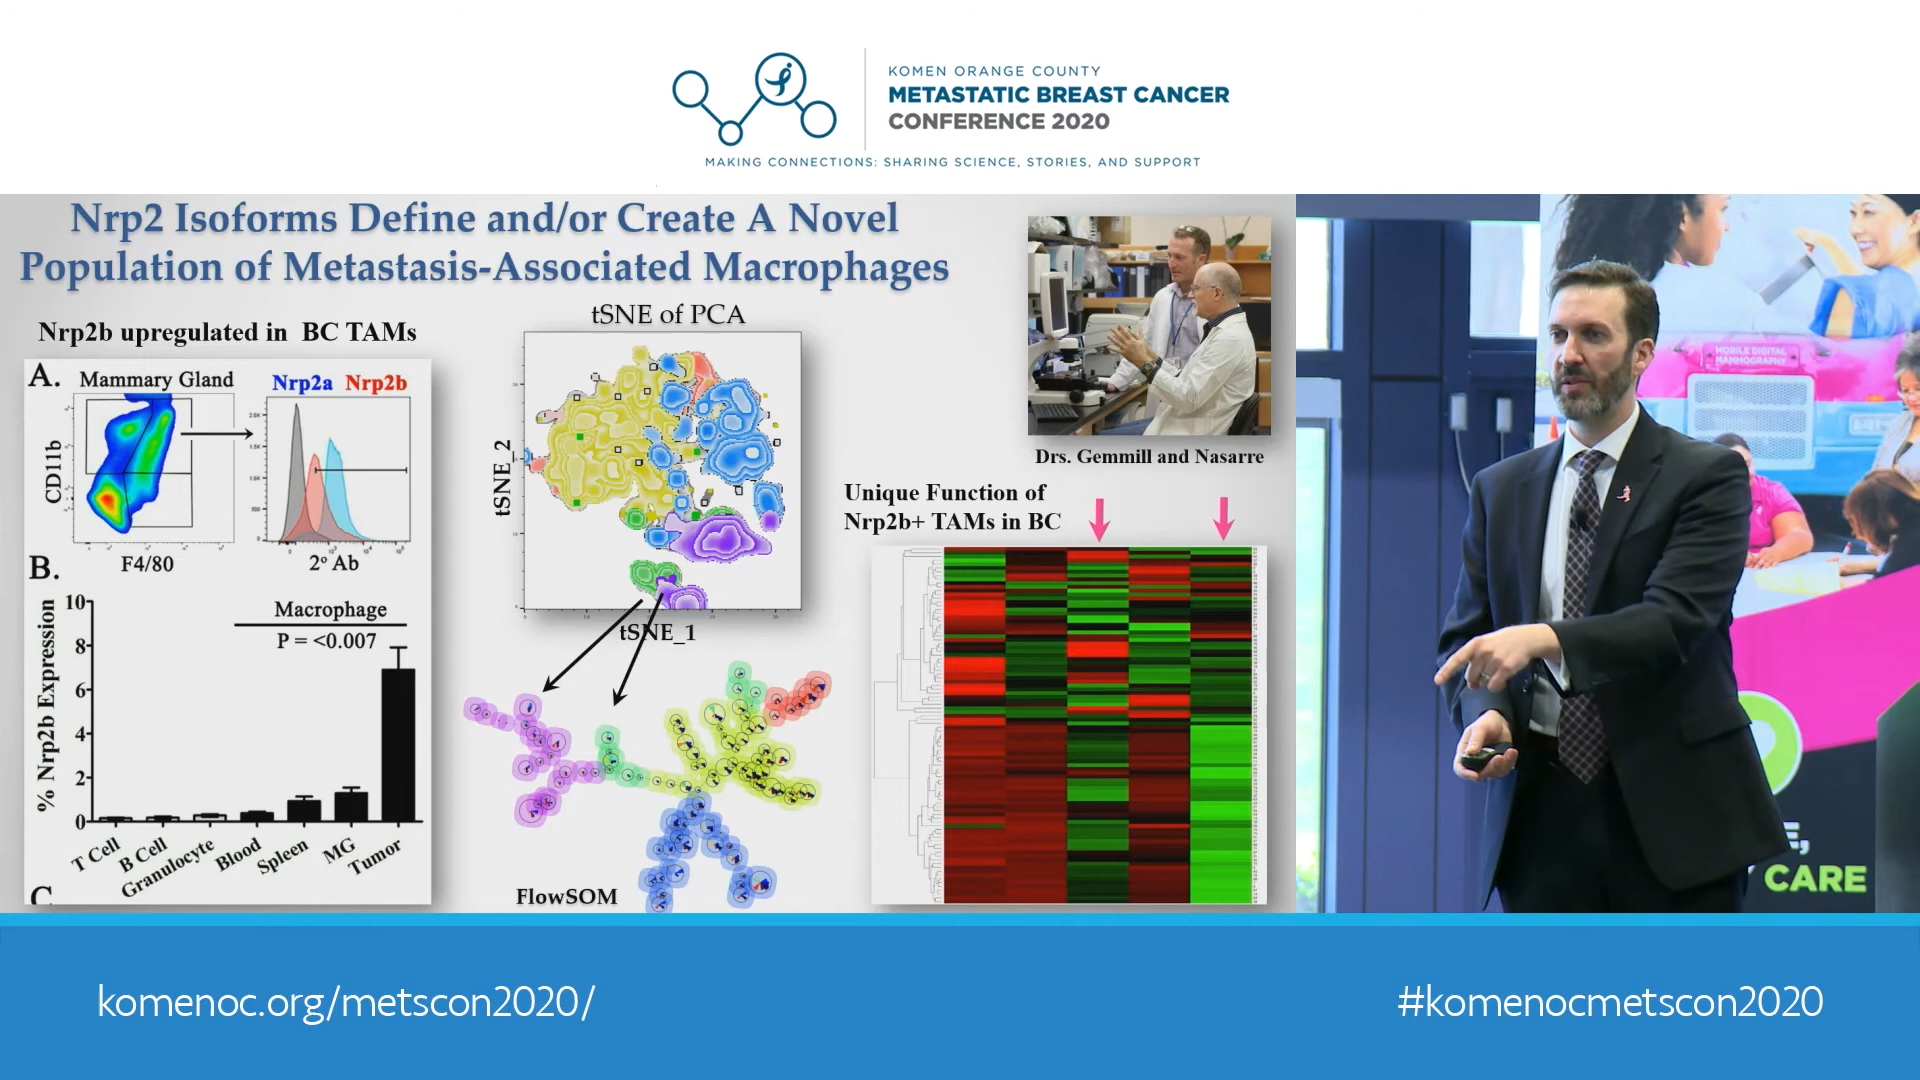 KOMEN ORANGE COUNTY
METASTATIC BREAST CANCER
CONFERENCE 2020
MAKING CONNECTIONS: SHARING SCIENCE, STORIES, AND SUPPORT
Nrp2 Isoforms Define and/or Create A Novel
Population of Metastasis-Associated Macrophages
Nrp2b upregulated in BC TAMs
A.
Mammary Gland
Nrp2a Nrp2b
CD11b
F4/80
2° Ab
B.
% Nrp2b Expression
10
8
6
4
2
0
Macrophage
P = <0.007
T Cell
B Cell
Granulocyte
Blood
Spleen
MG
Tumor
C
tSNE of PCA
tSNE_2
tSNE_1
FlowSOM
Drs. Gemmill and Nasarre
Unique Function of
Nrp2b+ TAMs in BC
MOBILE DIGITAL
MAMMOGRAPHY
CARE
komenoc.org/metscon2020/
#komenocmetscon2020